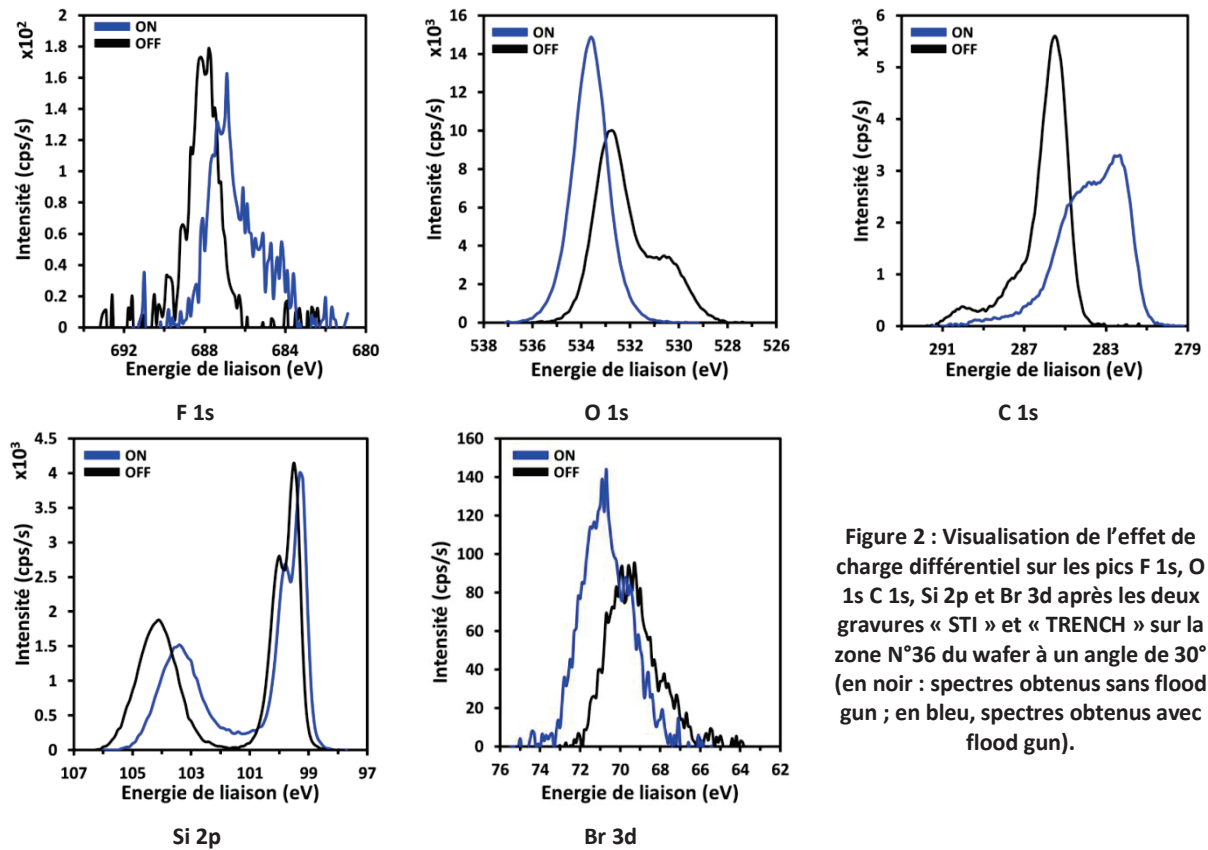 x10²
ON
OFF
2
1.8
1.6
1.4
1.2
1
0.8
0.6
0.4
0.2
0
Intensité (cps/s)
692
688
684
680
Energie de liaison (eV)
F 1s
x10³
ON
OFF
16
14
12
10
8
6
4
2
0
Intensité (cps/s)
538
536
534
532
530
528
526
Energie de liaison (eV)
O 1s
x10³
ON
OFF
6
5
4
3
2
1
0
Intensité (cps/s)
291
287
283
279
Energie de liaison (eV)
C 1s
x10³
ON
OFF
4.5
4
3.5
3
2.5
2
1.5
1
0.5
0
Intensité (cps/s)
107
105
103
101
99
97
Energie de liaison (eV)
Si 2p
ON
OFF
160
140
120
100
80
60
40
20
0
Intensité (cps/s)
76
74
72
70
68
66
64
62
Energie de liaison (eV)
Br 3d
Figure 2 : Visualisation de l'effet de
charge différentiel sur les pics F 1s, O
1s C 1s, Si 2p et Br 3d après les deux
gravures « STI » et « TRENCH » sur la
zone N°36 du wafer à un angle de 30°
(en noir : spectres obtenus sans flood
gun ; en bleu, spectres obtenus avec
flood gun).